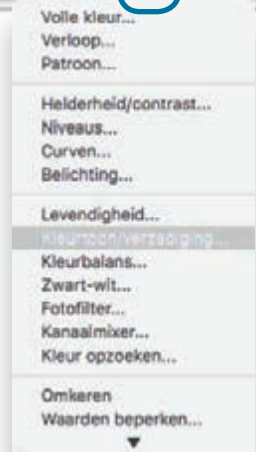 Volle kleur...
Verloop...
Patroon...
Helderheid/contrast...
Niveaus...
Curven...
Belichting...
Levendigheid...
Kleurtoon/verzadiging...
Kleurbalans...
Zwart-wit...
Fotofilter...
Kanaalmixer...
Kleur opzoeken...
Omkeren
Waarden beperken...